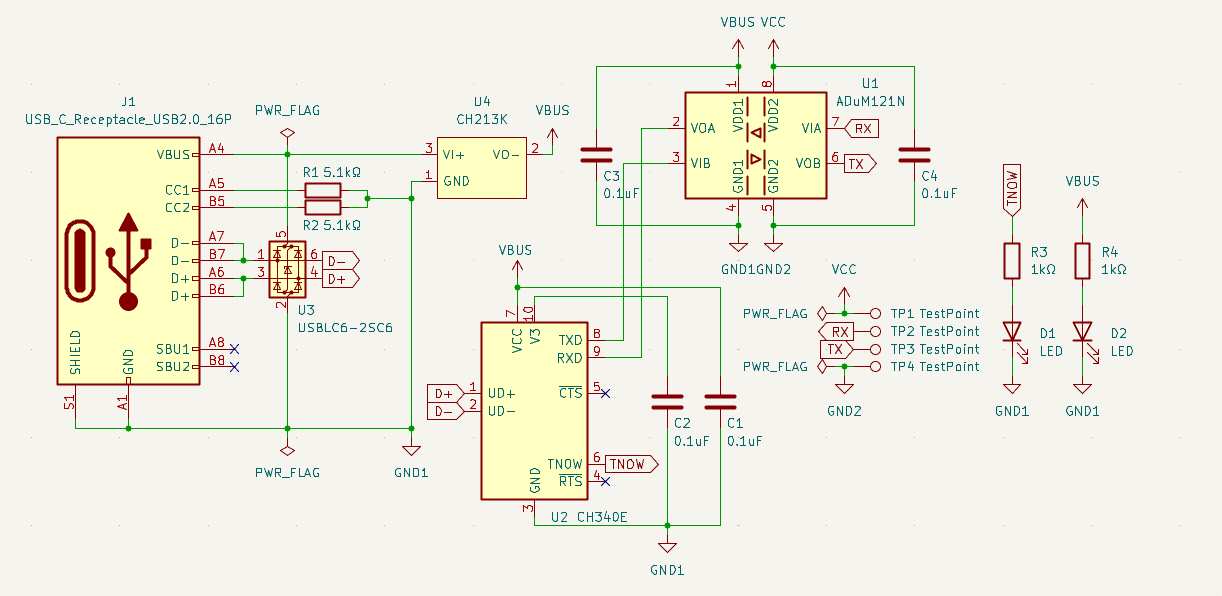 J1
USB_C_Receptacle_USB2.0_16P
VBUS A4
CC1 A5
CC2 B5
D- A7
D- B7
D+ A6
D+ B6
SBU1 A8
SBU2 B8
SHIELD
GND
S1
A1
PWR_FLAG
R1 5.1kΩ
R2 5.1kΩ
5
1
3
6
4
2
D-
D+
U3
USBLC6-2SC6
PWR_FLAG
GND1
U4
CH213K
3 VI+
VO- 2
1 GND
VBUS
VBUS VCC
C3
0.1uF
U1
ADuM121N
1
8
VDD1
VDD2
2 VOA
VIA 7
RX
3 VIB
VOB 6
TX
GND1
GND2
4
5
GND1
GND2
C4
0.1uF
VBUS
7
10
VCC
V3
TXD 8
RXD 9
D+ 1 UD+
D- 2 UD-
CTS 5
TNOW 6
TNOW
RTS 4
GND
3
U2 CH340E
C2
0.1uF
C1
0.1uF
GND1
VCC
PWR_FLAG
TP1 TestPoint
RX
TP2 TestPoint
TX
TP3 TestPoint
PWR_FLAG
TP4 TestPoint
GND2
TNOW
R3
1kΩ
D1
LED
GND1
VBUS
R4
1kΩ
D2
LED
GND1